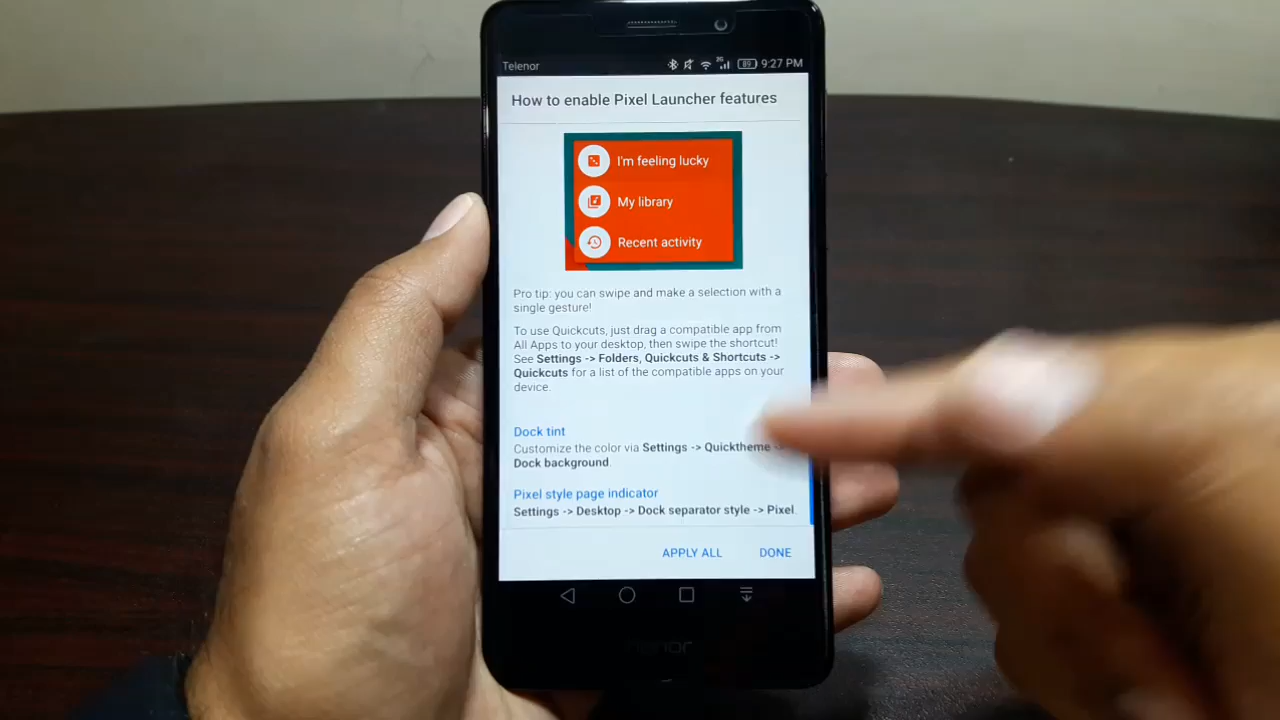 Telenor
89 9:27 PM
How to enable Pixel Launcher features
I'm feeling lucky
My library
Recent activity
Pro tip: you can swipe and make a selection with a
single gesture!
To use Quickcuts, just drag a compatible app from
All Apps to your desktop, then swipe the shortcut!
See Settings -> Folders, Quickcuts & Shortcuts ->
Quickcuts for a list of the compatible apps on your
device.
Dock tint
Customize the color via Settings -> Quicktheme ->
Dock background.
Pixel style page indicator
Settings -> Desktop -> Dock separator style -> Pixel.
APPLY ALL DONE
honor